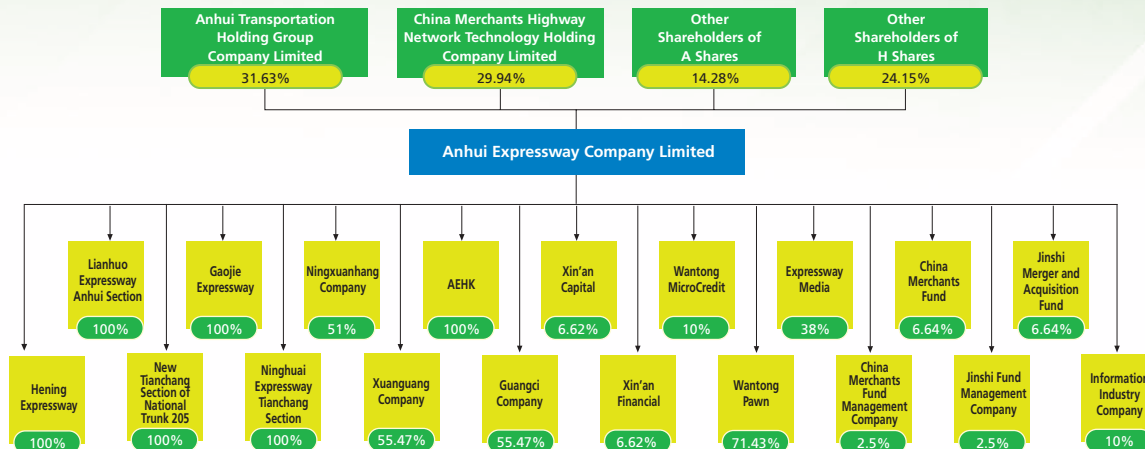 Anhui Transportation
Holding Group
Company Limited
31.63%
China Merchants Highway
Network Technology Holding
Company Limited
29.94%
Other
Shareholders of
A Shares
14.28%
Other
Shareholders of
H Shares
24.15%
Anhui Expressway Company Limited
Lianhuo
Expressway
Anhui Section
100%
Gaojie
Expressway
100%
Ningxuanhang
Company
51%
AEHK
100%
Xin'an
Capital
6.62%
Wantong
MicroCredit
10%
Expressway
Media
38%
China
Merchants
Fund
6.64%
Jinshi
Merger and
Acquisition
Fund
6.64%
Hening
Expressway
100%
New
Tianchang
Section of
National
Trunk 205
100%
Ninghuai
Expressway
Tianchang
Section
100%
Xuanguang
Company
55.47%
Guangci
Company
55.47%
Xin'an
Financial
6.62%
Wantong
Pawn
71.43%
China
Merchants
Fund
Management
Company
2.5%
Jinshi Fund
Management
Company
2.5%
Information
Industry
Company
10%